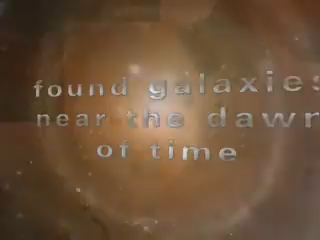 found galaxies
near the dawn
of time